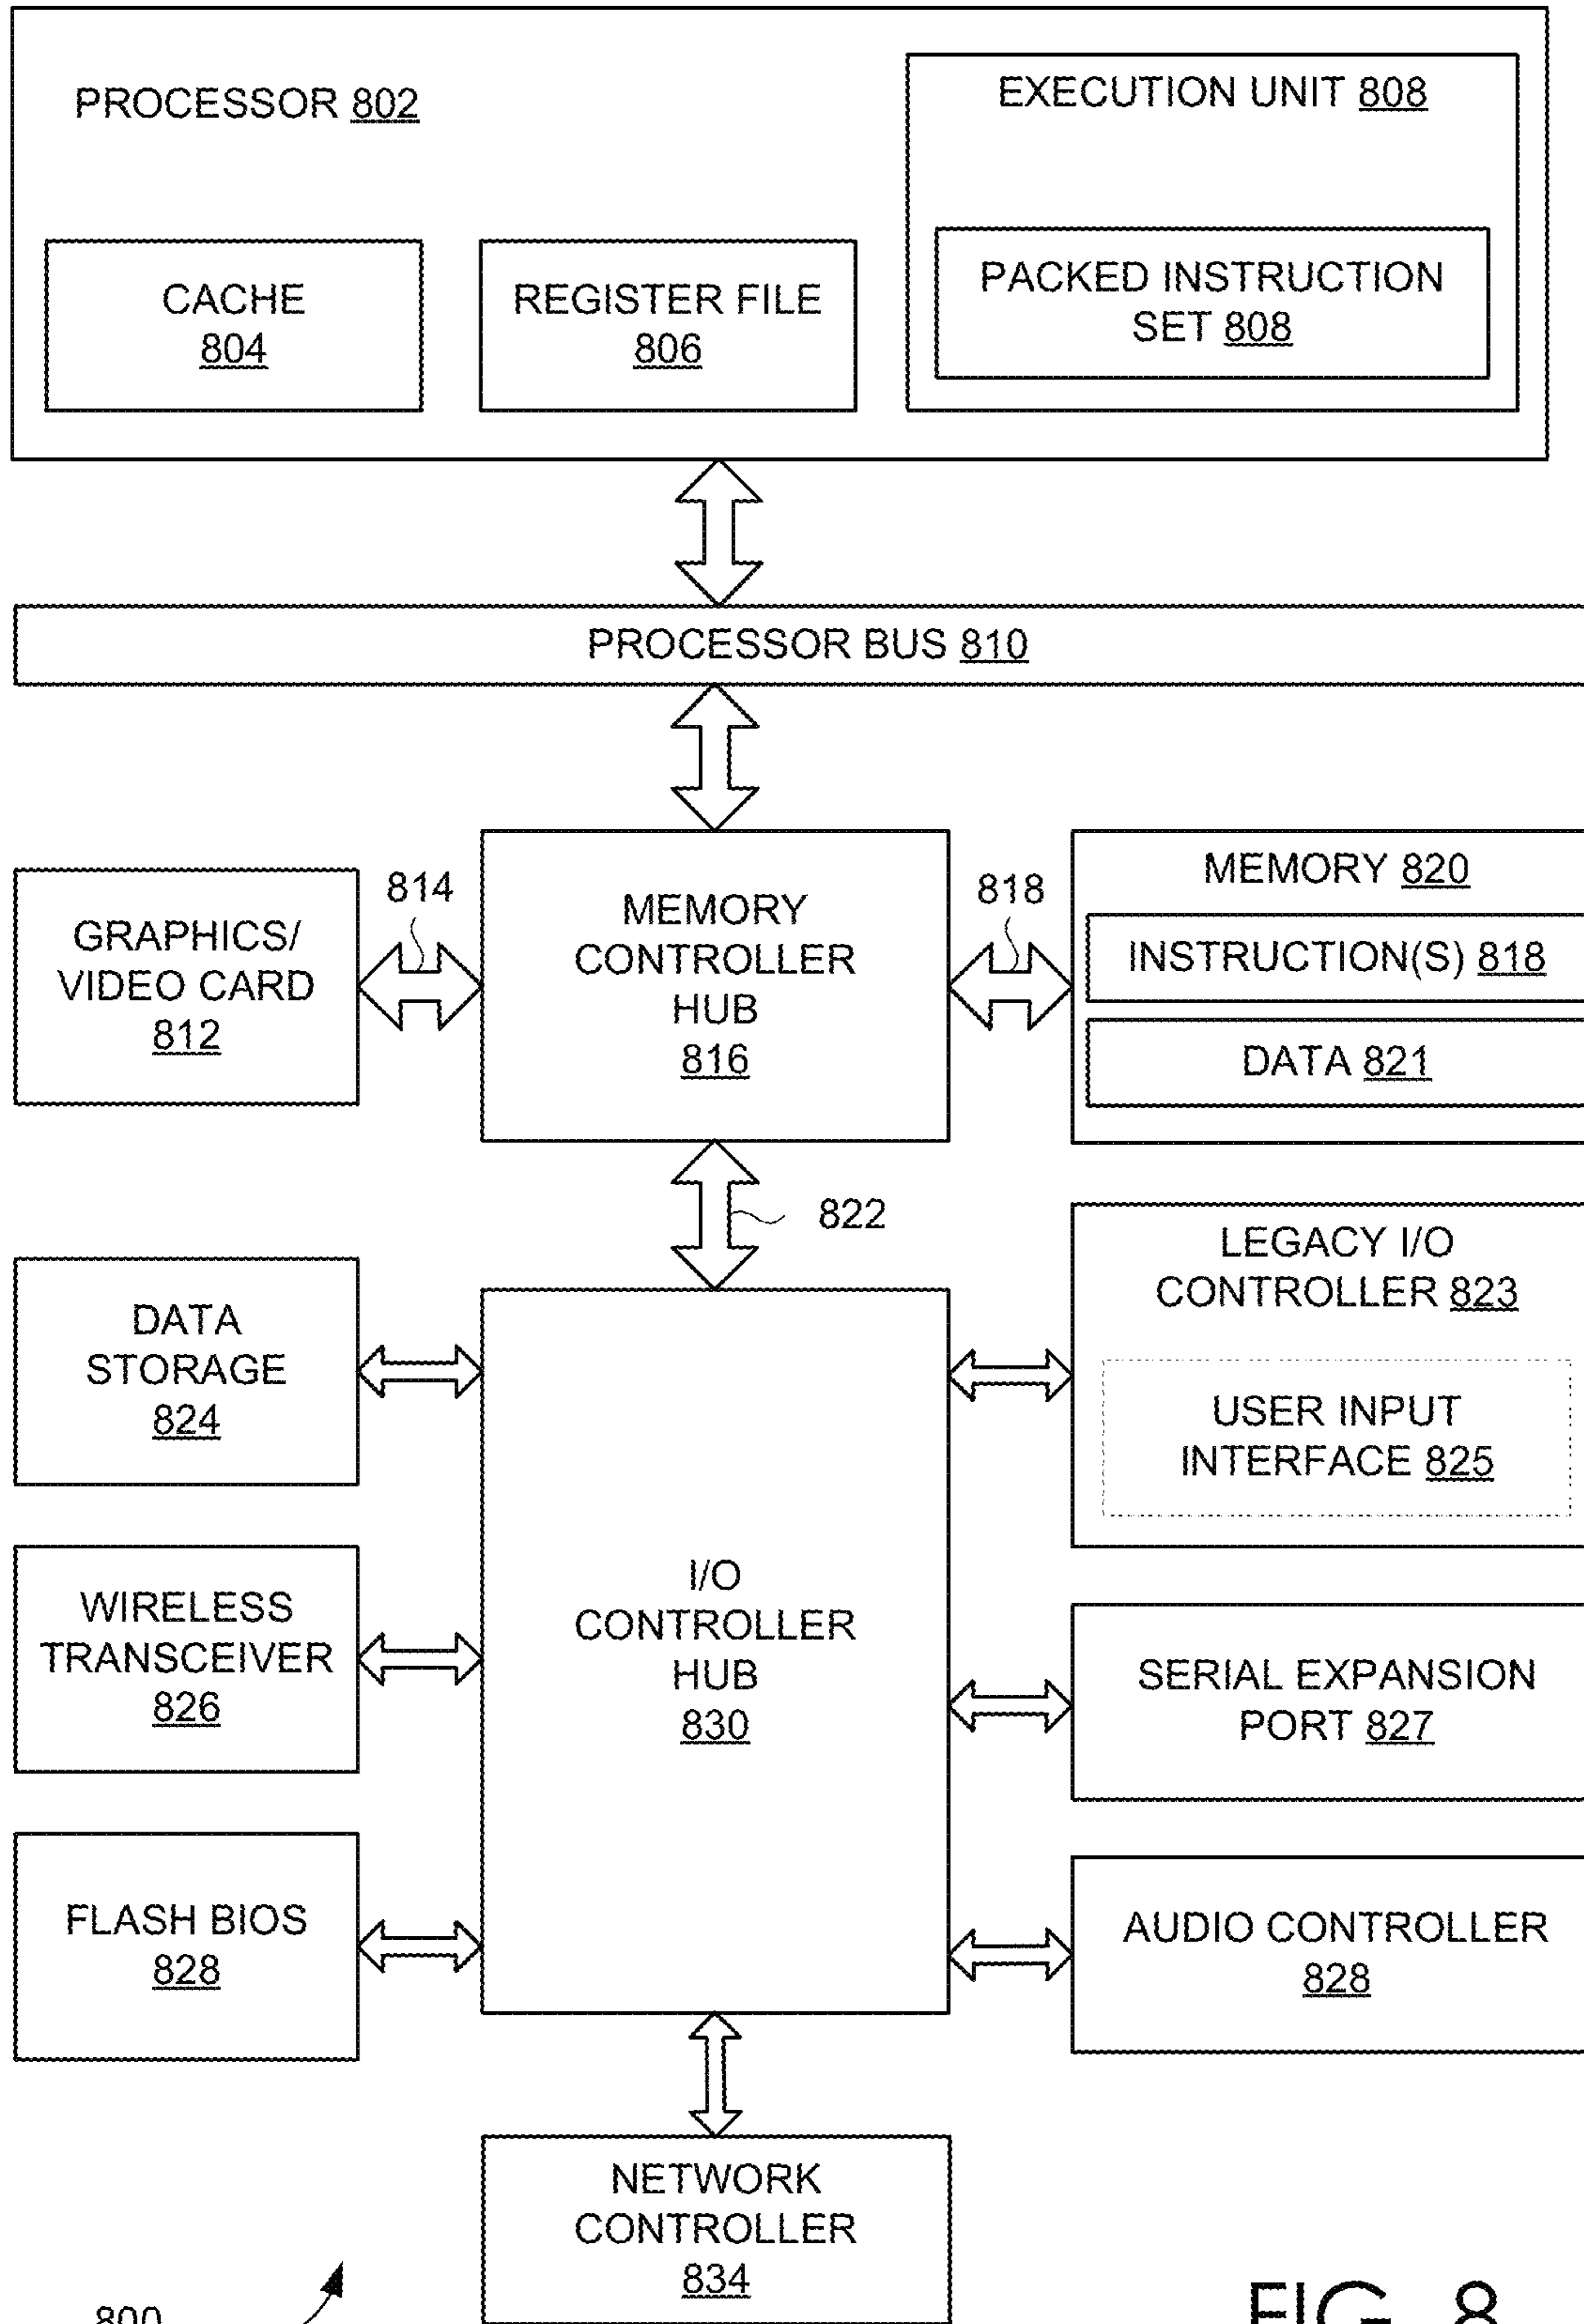 PROCESSOR 802
EXECUTION UNIT 808
CACHE
804
REGISTER FILE
806
PACKED INSTRUCTION
SET 808
PROCESSOR BUS 810
GRAPHICS/
VIDEO CARD
812
814
MEMORY
CONTROLLER
HUB
816
818
MEMORY 820
INSTRUCTION(S) 818
DATA 821
822
DATA
STORAGE
824
LEGACY I/O
CONTROLLER 823
USER INPUT
INTERFACE 825
WIRELESS
TRANSCEIVER
826
I/O
CONTROLLER
HUB
830
SERIAL EXPANSION
PORT 827
FLASH BIOS
828
AUDIO CONTROLLER
828
NETWORK
CONTROLLER
834
800
FIG. 8